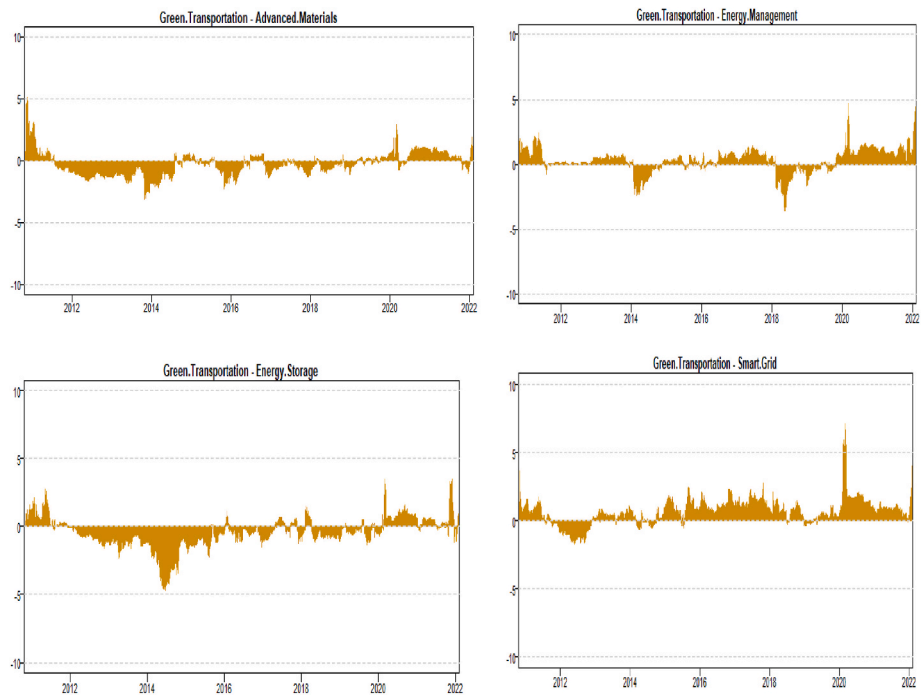 Green.Transportation - Advanced.Materials
10
5
0
-5
-10
2012 2014 2016 2018 2020 2022
Green.Transportation - Energy.Management
10
5
0
-5
-10
2012 2014 2016 2018 2020 2022
Green.Transportation - Energy.Storage
10
5
0
-5
-10
2012 2014 2016 2018 2020 2022
Green.Transportation - Smart.Grid
10
5
0
-5
-10
2012 2014 2016 2018 2020 2022